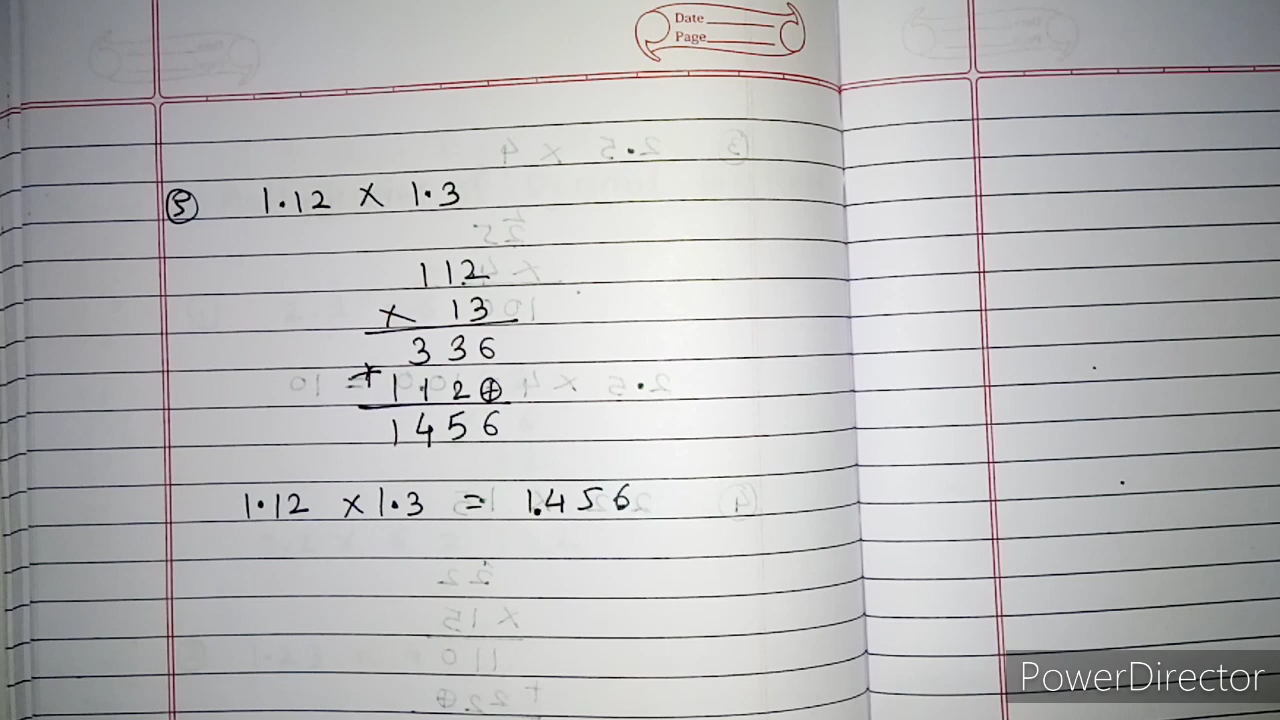 Date
Page
⑤ 1.12 × 1.3
112
× 13
336
+ 112⊕
1456
1.12 × 1.3 = 1.456
PowerDirector